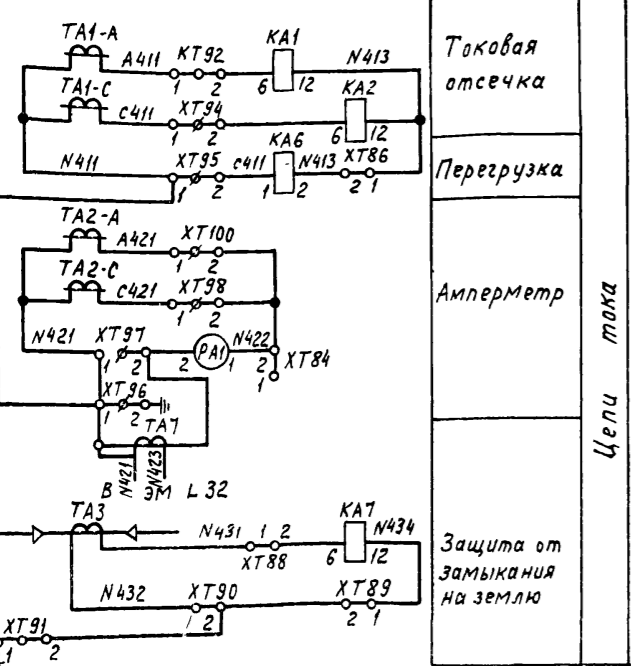 TA1-A
A411
KT92
KA1
N413
1
2
6
12
TA1-C
C411
XT94
KA2
1
2
6
12
N411
XT95
C411
KA6
N413
XT86
1
2
1
2
2
1
Токовая
отсечка
Перегрузка
TA2-A
A421
XT100
1
2
TA2-C
C421
XT98
1
2
N421
XT97
PA1
N422
XT84
1
2
2
1
2
1
XT96
1
2
TA7
N421
N423
В ЭМ L32
Амперметр
Цепи тока
TA3
N431
1
2
XT88
KA7
N434
6
12
N432
XT90
XT89
2
2
1
XT91
1
2
Защита от
замыкания
на землю